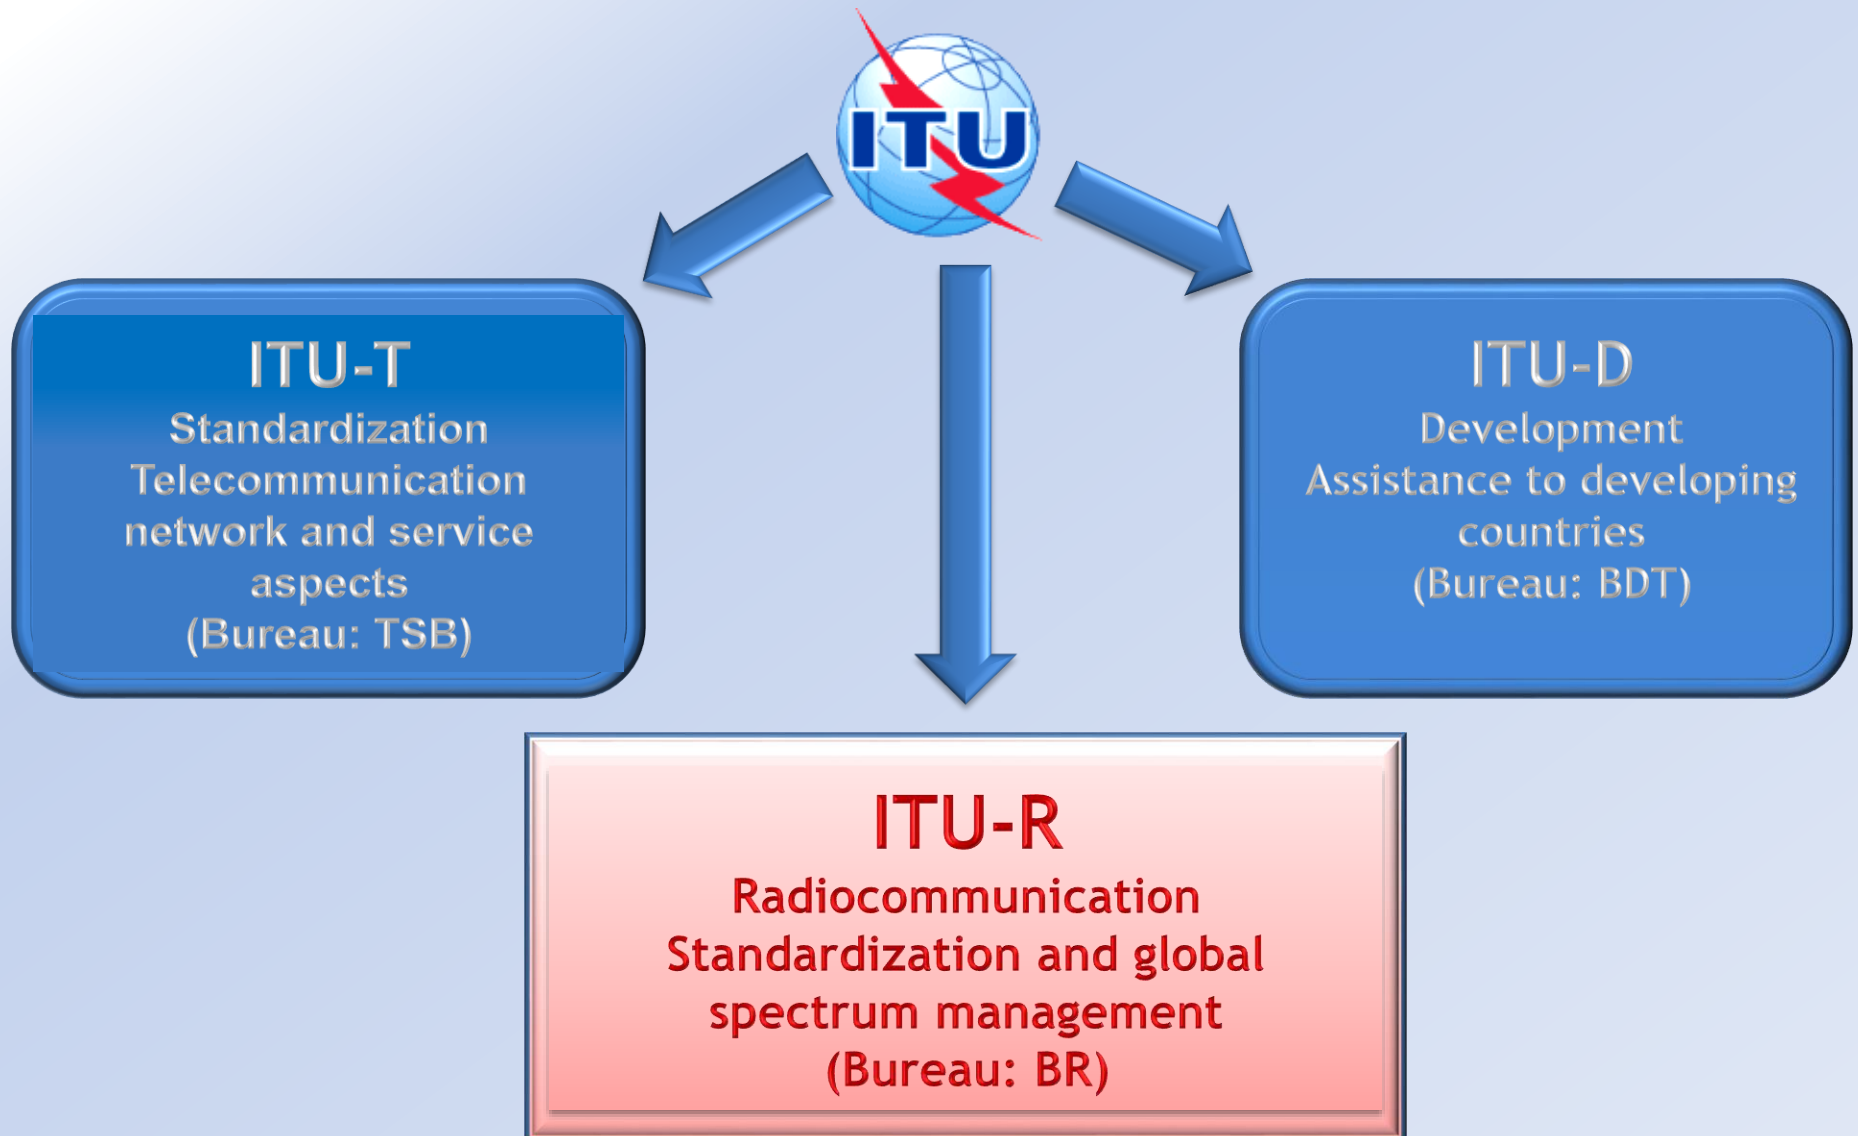 ITU
ITU-T
Standardization
Telecommunication
network and service
aspects
(Bureau: TSB)
ITU-D
Development
Assistance to developing
countries
(Bureau: BDT)
ITU-R
Radiocommunication
Standardization and global
spectrum management
(Bureau: BR)